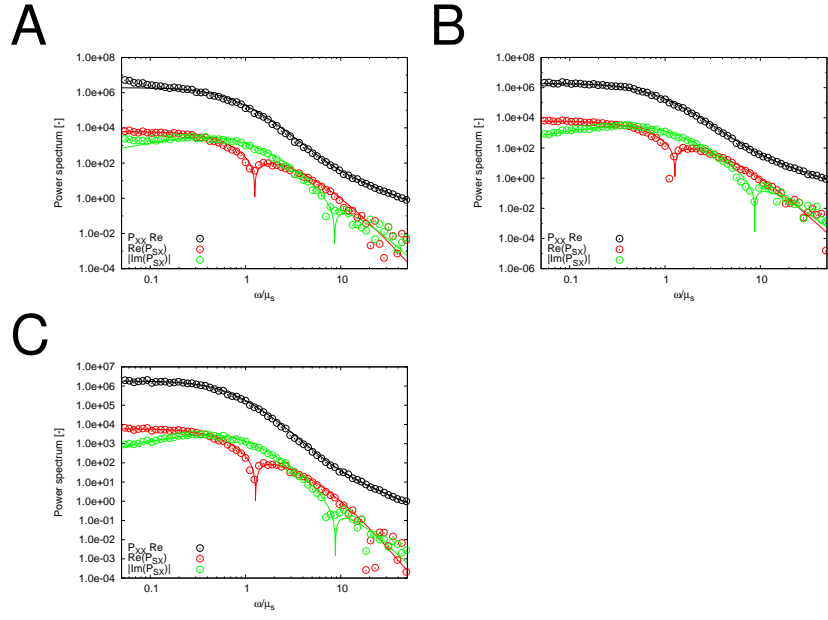 A
B
1.0e+08
1.0e+06
1.0e+04
1.0e+02
1.0e+00
1.0e-02
1.0e-04
Power spectrum [-]
0.1
1
10
ω/μs
PXX Re
Re(PSX)
|Im(PSX)|
1.0e+08
1.0e+06
1.0e+04
1.0e+02
1.0e+00
1.0e-02
1.0e-04
1.0e-06
Power spectrum [-]
0.1
1
10
ω/μs
PXX Re
Re(PSX)
|Im(PSX)|
C
1.0e+07
1.0e+06
1.0e+05
1.0e+04
1.0e+03
1.0e+02
1.0e+01
1.0e+00
1.0e-01
1.0e-02
1.0e-03
1.0e-04
Power spectrum [-]
0.1
1
10
ω/μs
PXX Re
Re(PSX)
|Im(PSX)|